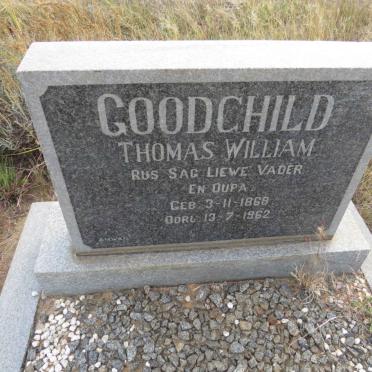 GOODCHILD
THOMAS WILLIAM
RUS SAG LIEWE VADER
EN OUPA.
GEB. 3-11-1868
OORL. 13-7-1962